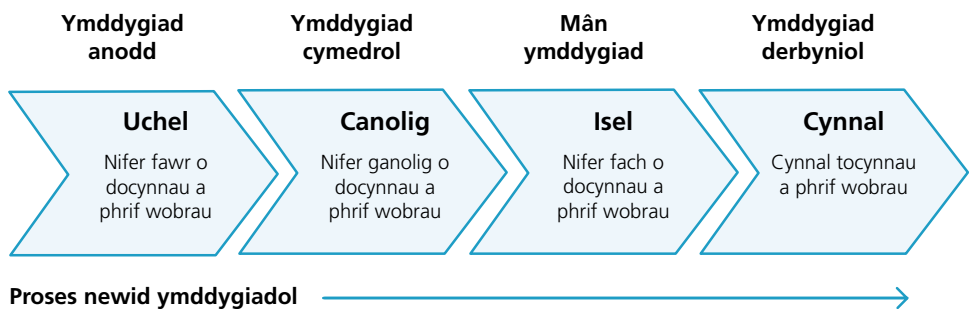 Ymddygiad
anodd
Ymddygiad
cymedrol
Mân
ymddygiad
Ymddygiad
derbyniol
Uchel
Nifer fawr o
docynnau a
phrif wobrau
Canolig
Nifer ganolig o
docynnau a
phrif wobrau
Isel
Nifer fach o
docynnau a
phrif wobrau
Cynnal
Cynnal tocynnau
a phrif wobrau
Proses newid ymddygiadol